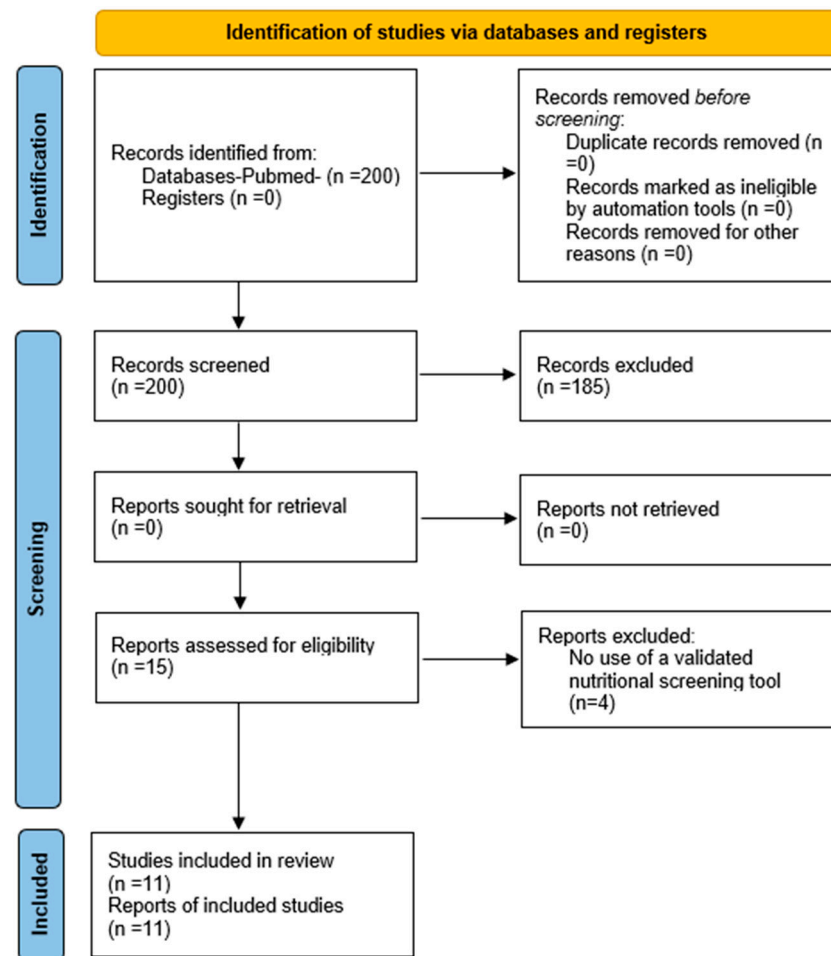 Identification of studies via databases and registers
Identification
Records identified from:
Databases-Pubmed- (n =200)
Registers (n =0)
Records removed before
screening:
Duplicate records removed (n
=0)
Records marked as ineligible
by automation tools (n =0)
Records removed for other
reasons (n =0)
Screening
Records screened
(n =200)
Records excluded
(n =185)
Reports sought for retrieval
(n =0)
Reports not retrieved
(n =0)
Reports assessed for eligibility
(n =15)
Reports excluded:
No use of a validated
nutritional screening tool
(n=4)
Included
Studies included in review
(n =11)
Reports of included studies
(n =11)